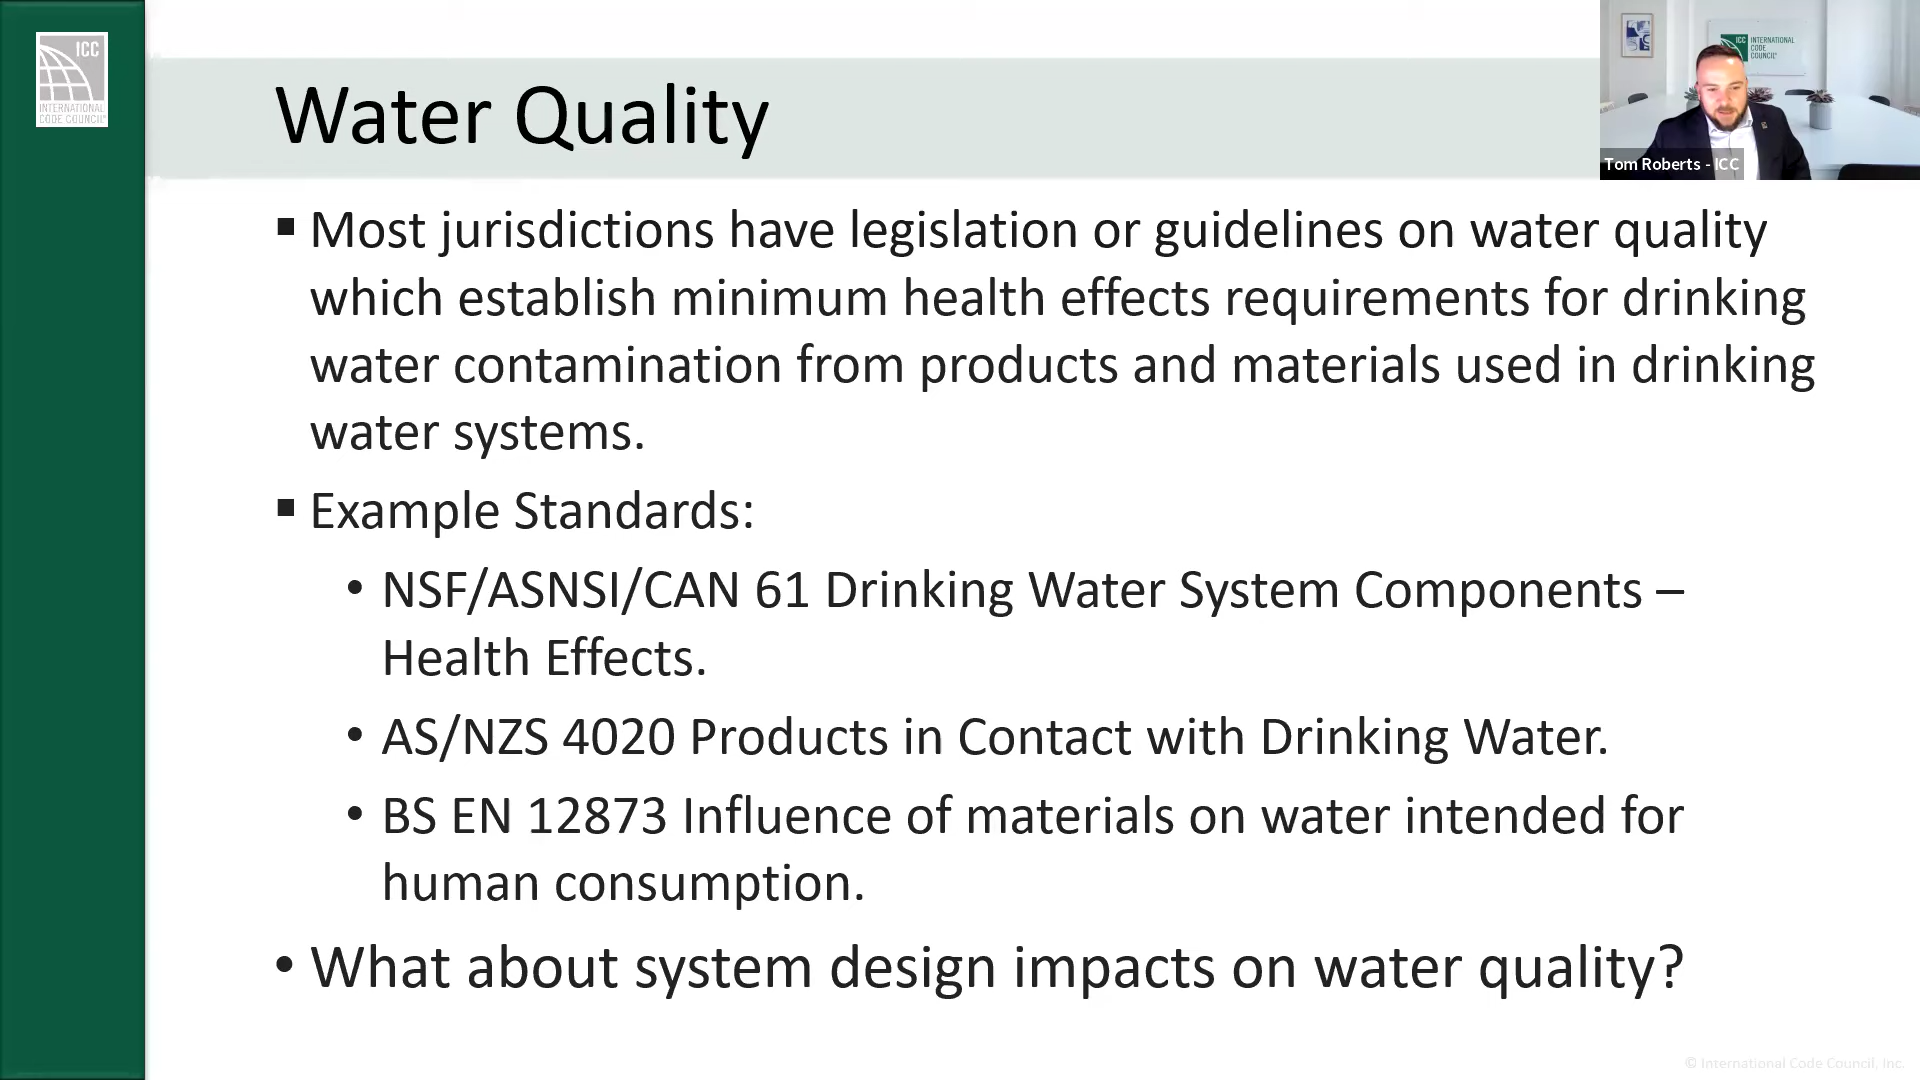 ICC
INTERNATIONAL
CODE COUNCIL®
Water Quality
ICC
INTERNATIONAL
CODE
COUNCIL®
Tom Roberts - ICC
▪ Most jurisdictions have legislation or guidelines on water quality
which establish minimum health effects requirements for drinking
water contamination from products and materials used in drinking
water systems.
▪ Example Standards:
• NSF/ASNSI/CAN 61 Drinking Water System Components –
Health Effects.
• AS/NZS 4020 Products in Contact with Drinking Water.
• BS EN 12873 Influence of materials on water intended for
human consumption.
• What about system design impacts on water quality?
© International Code Council, Inc.